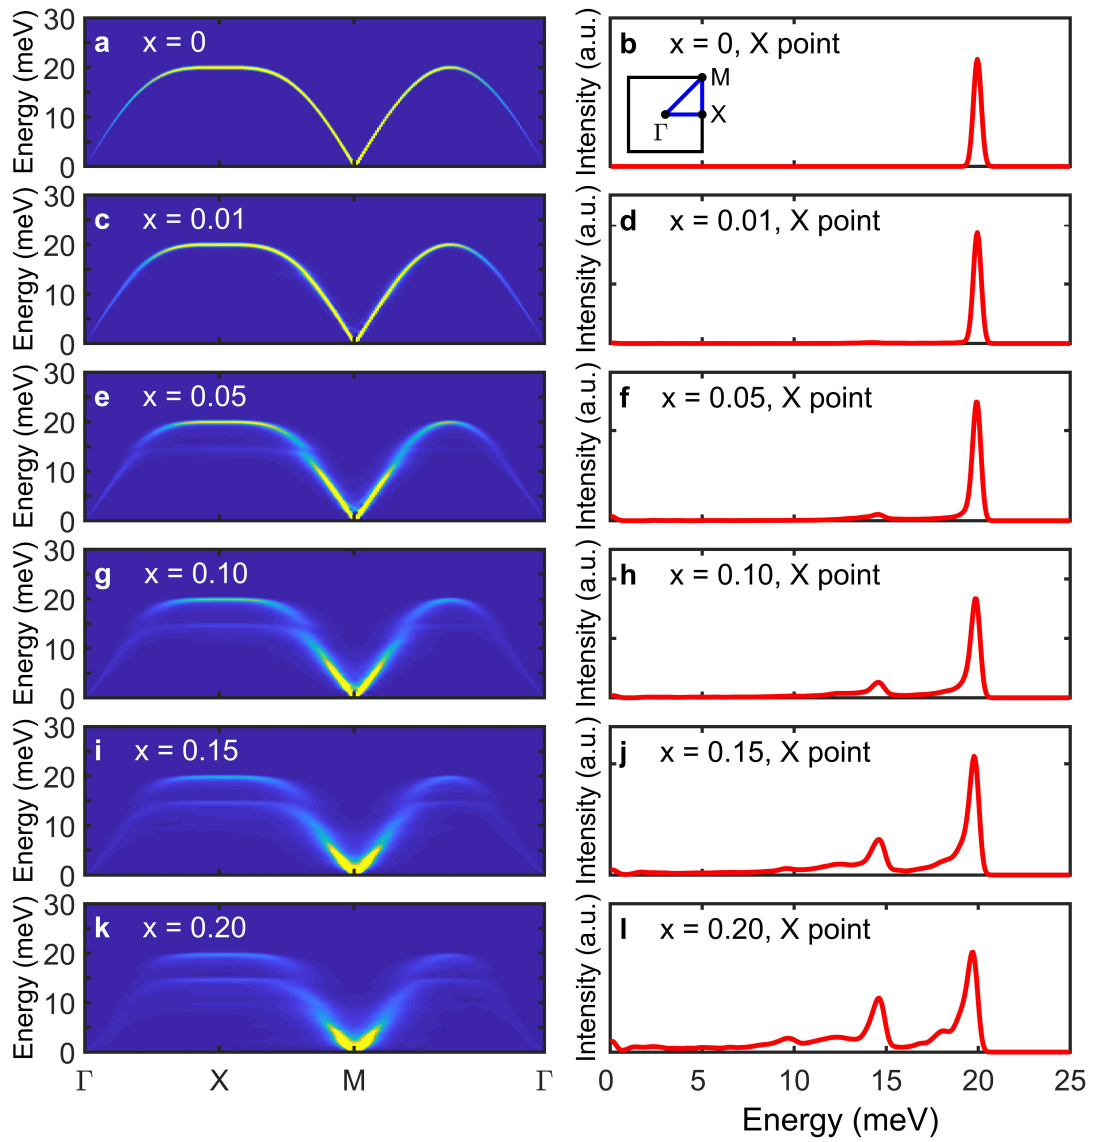 Energy (meV)
30
20
10
0
a x = 0
Intensity (a.u.)
b x = 0, X point
M
X
Γ
Energy (meV)
30
20
10
0
c x = 0.01
Intensity (a.u.)
d x = 0.01, X point
Energy (meV)
30
20
10
0
e x = 0.05
Intensity (a.u.)
f x = 0.05, X point
Energy (meV)
30
20
10
0
g x = 0.10
Intensity (a.u.)
h x = 0.10, X point
Energy (meV)
30
20
10
0
i x = 0.15
Intensity (a.u.)
j x = 0.15, X point
Energy (meV)
30
20
10
0
k x = 0.20
Γ X M Γ
Intensity (a.u.)
l x = 0.20, X point
0 5 10 15 20 25
Energy (meV)